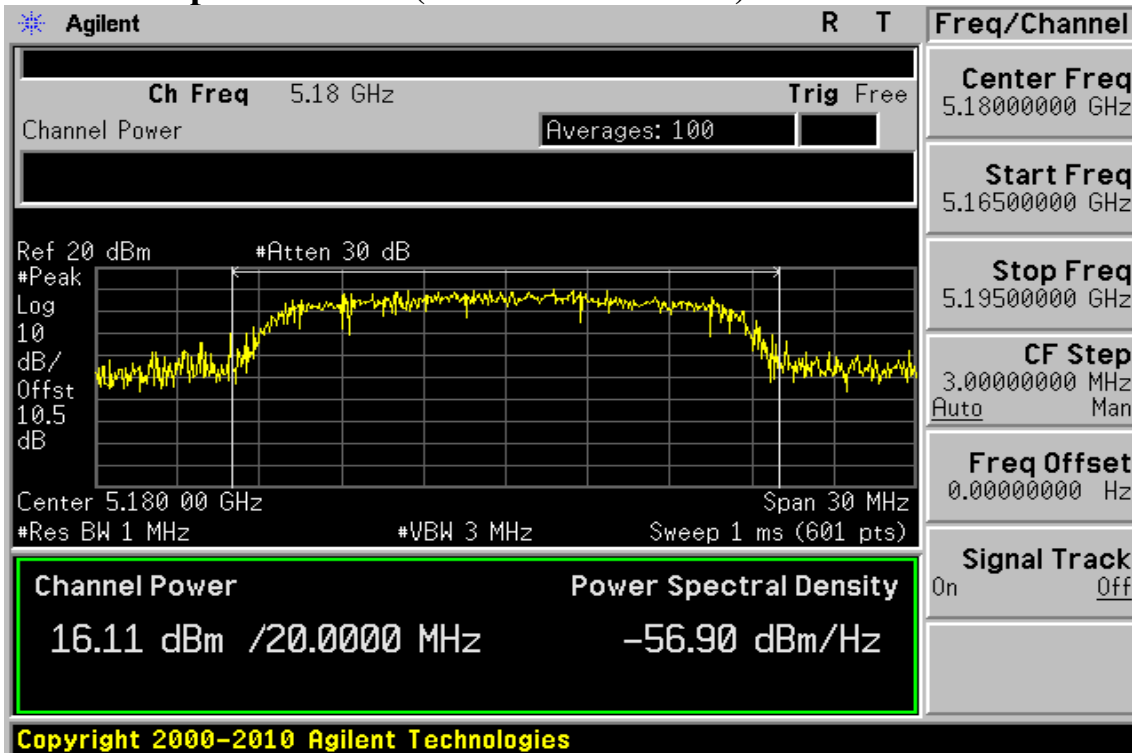 Agilent R T
Freq/Channel
Ch Freq 5.18 GHz Trig Free
Channel Power Averages: 100
Ref 20 dBm #Atten 30 dB
#Peak
Log
10
dB/
Offst
10.5
dB
Center 5.180 00 GHz Span 30 MHz
#Res BW 1 MHz #VBW 3 MHz Sweep 1 ms (601 pts)
Channel Power Power Spectral Density
16.11 dBm /20.0000 MHz -56.90 dBm/Hz
Copyright 2000-2010 Agilent Technologies
Center Freq
5.18000000 GHz
Start Freq
5.16500000 GHz
Stop Freq
5.19500000 GHz
CF Step
3.00000000 MHz
Auto Man
Freq Offset
0.00000000 Hz
Signal Track
On Off